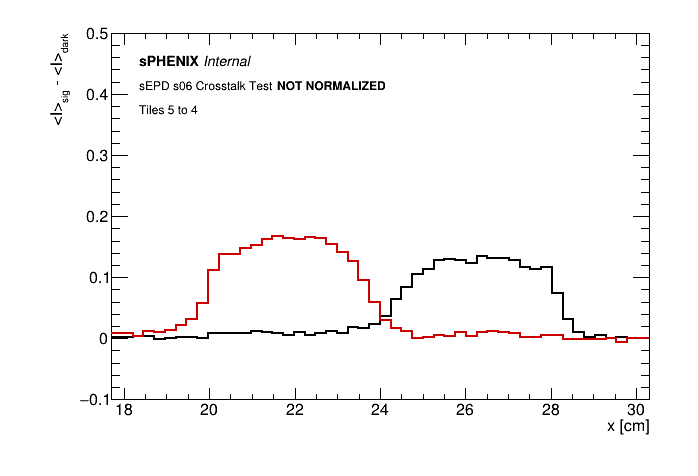 0.5
0.4
0.3
0.2
0.1
0
−0.1
<I>sig - <I>dark
sPHENIX Internal
sEPD s06 Crosstalk Test NOT NORMALIZED
Tiles 5 to 4
18 20 22 24 26 28 30
x [cm]